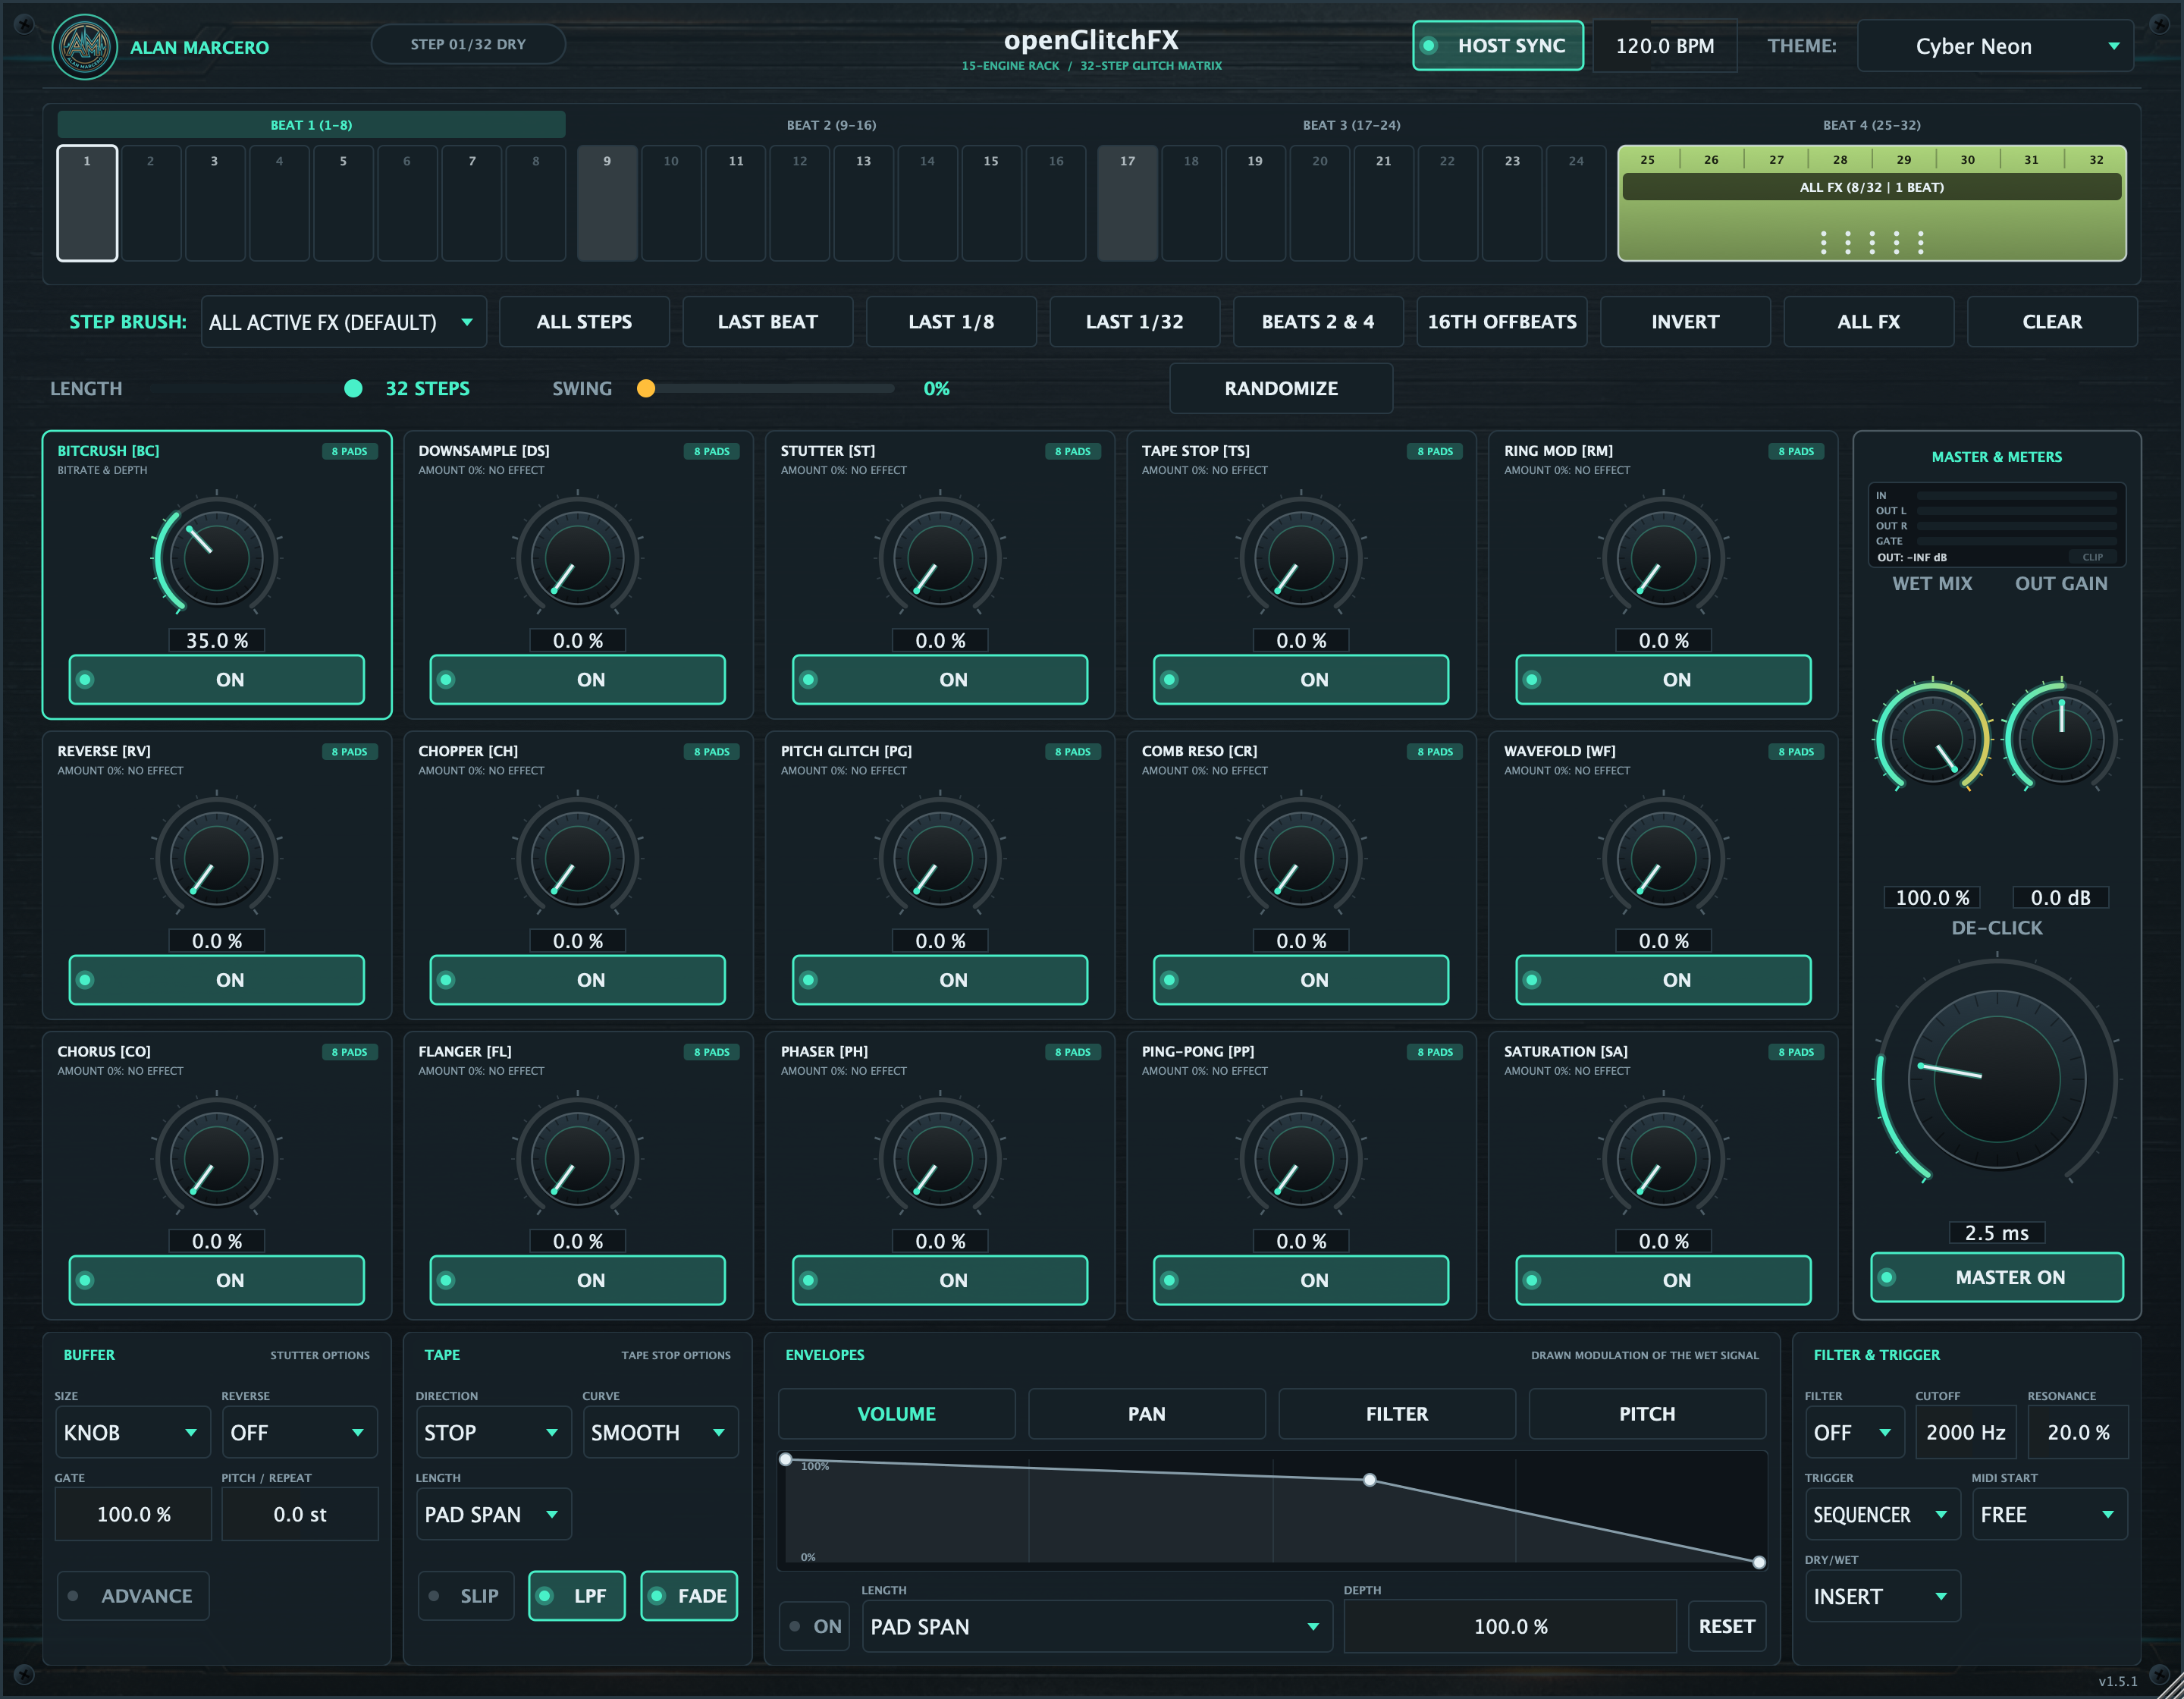 ALAN MARCERO
STEP 01/32 DRY
openGlitchFX
15-ENGINE RACK / 32-STEP GLITCH MATRIX
HOST SYNC
120.0 BPM
THEME:
Cyber Neon
BEAT 1 (1-8) BEAT 2 (9-16) BEAT 3 (17-24) BEAT 4 (25-32)
1 2 3 4 5 6 7 8 9 10 11 12 13 14 15 16 17 18 19 20 21 22 23 24 25 26 27 28 29 30 31 32
ALL FX (8/32 | 1 BEAT)
STEP BRUSH: ALL ACTIVE FX (DEFAULT) ALL STEPS LAST BEAT LAST 1/8 LAST 1/32 BEATS 2 & 4 16TH OFFBEATS INVERT ALL FX CLEAR
LENGTH 32 STEPS SWING 0% RANDOMIZE
BITCRUSH [BC] 8 PADS
BITRATE & DEPTH
35.0 %
ON
DOWNSAMPLE [DS] 8 PADS
AMOUNT 0%: NO EFFECT
0.0 %
ON
STUTTER [ST] 8 PADS
AMOUNT 0%: NO EFFECT
0.0 %
ON
TAPE STOP [TS] 8 PADS
AMOUNT 0%: NO EFFECT
0.0 %
ON
RING MOD [RM] 8 PADS
AMOUNT 0%: NO EFFECT
0.0 %
ON
REVERSE [RV] 8 PADS
AMOUNT 0%: NO EFFECT
0.0 %
ON
CHOPPER [CH] 8 PADS
AMOUNT 0%: NO EFFECT
0.0 %
ON
PITCH GLITCH [PG] 8 PADS
AMOUNT 0%: NO EFFECT
0.0 %
ON
COMB RESO [CR] 8 PADS
AMOUNT 0%: NO EFFECT
0.0 %
ON
WAVEFOLD [WF] 8 PADS
AMOUNT 0%: NO EFFECT
0.0 %
ON
CHORUS [CO] 8 PADS
AMOUNT 0%: NO EFFECT
0.0 %
ON
FLANGER [FL] 8 PADS
AMOUNT 0%: NO EFFECT
0.0 %
ON
PHASER [PH] 8 PADS
AMOUNT 0%: NO EFFECT
0.0 %
ON
PING-PONG [PP] 8 PADS
AMOUNT 0%: NO EFFECT
0.0 %
ON
SATURATION [SA] 8 PADS
AMOUNT 0%: NO EFFECT
0.0 %
ON
MASTER & METERS
IN
OUT L
OUT R
GATE
OUT: -INF dB CLIP
WET MIX OUT GAIN
100.0 % 0.0 dB
DE-CLICK
2.5 ms
MASTER ON
BUFFER STUTTER OPTIONS
SIZE REVERSE
KNOB OFF
GATE PITCH / REPEAT
100.0 % 0.0 st
ADVANCE
TAPE TAPE STOP OPTIONS
DIRECTION CURVE
STOP SMOOTH
LENGTH
PAD SPAN
SLIP LPF FADE
ENVELOPES DRAWN MODULATION OF THE WET SIGNAL
VOLUME PAN FILTER PITCH
100%
0%
LENGTH DEPTH
ON PAD SPAN 100.0 % RESET
FILTER & TRIGGER
FILTER CUTOFF RESONANCE
OFF 2000 Hz 20.0 %
TRIGGER MIDI START
SEQUENCER FREE
DRY/WET
INSERT
v1.5.1